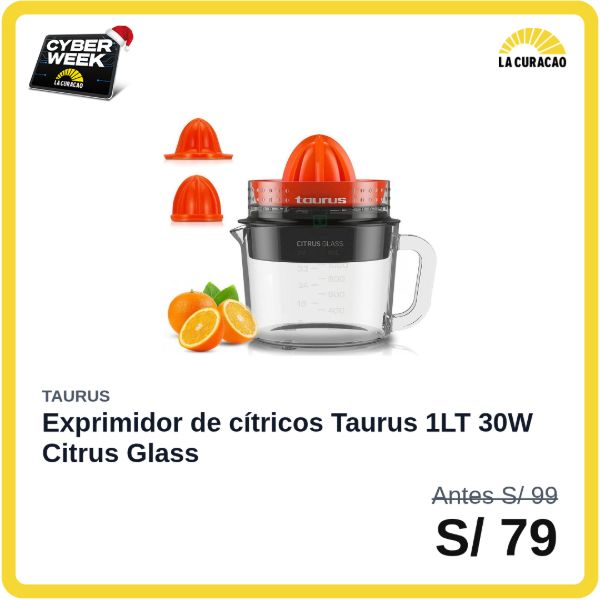 CYBER
WEEK
LA CURACAO
LA CURACAO
taurus
CITRUS GLASS
TAURUS
Exprimidor de cítricos Taurus 1LT 30W
Citrus Glass
Antes S/ 99
S/ 79